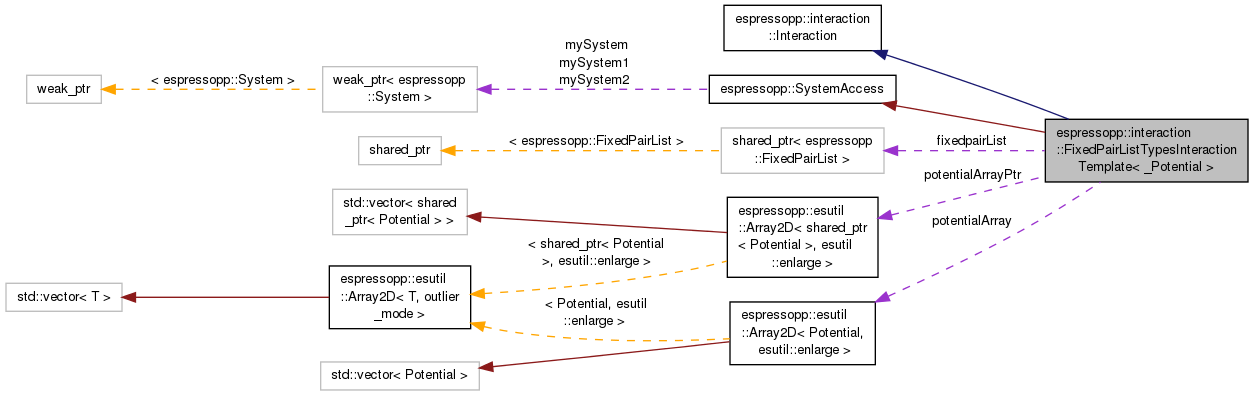 espressopp::interaction
::Interaction
mySystem
mySystem1
mySystem2
< espressopp::System >
weak_ptr
weak_ptr< espressopp
::System >
espressopp::SystemAccess
espressopp::interaction
::FixedPairListTypesInteraction
Template< _Potential >
fixedpairList
shared_ptr
< espressopp::FixedPairList >
shared_ptr< espressopp
::FixedPairList >
potentialArrayPtr
std::vector< shared
_ptr< Potential > >
espressopp::esutil
::Array2D< shared_ptr
< Potential >, esutil
::enlarge >
potentialArray
< shared_ptr< Potential
>, esutil::enlarge >
std::vector< T >
espressopp::esutil
::Array2D< T, outlier
_mode >
< Potential, esutil
::enlarge >
espressopp::esutil
::Array2D< Potential,
esutil::enlarge >
std::vector< Potential >